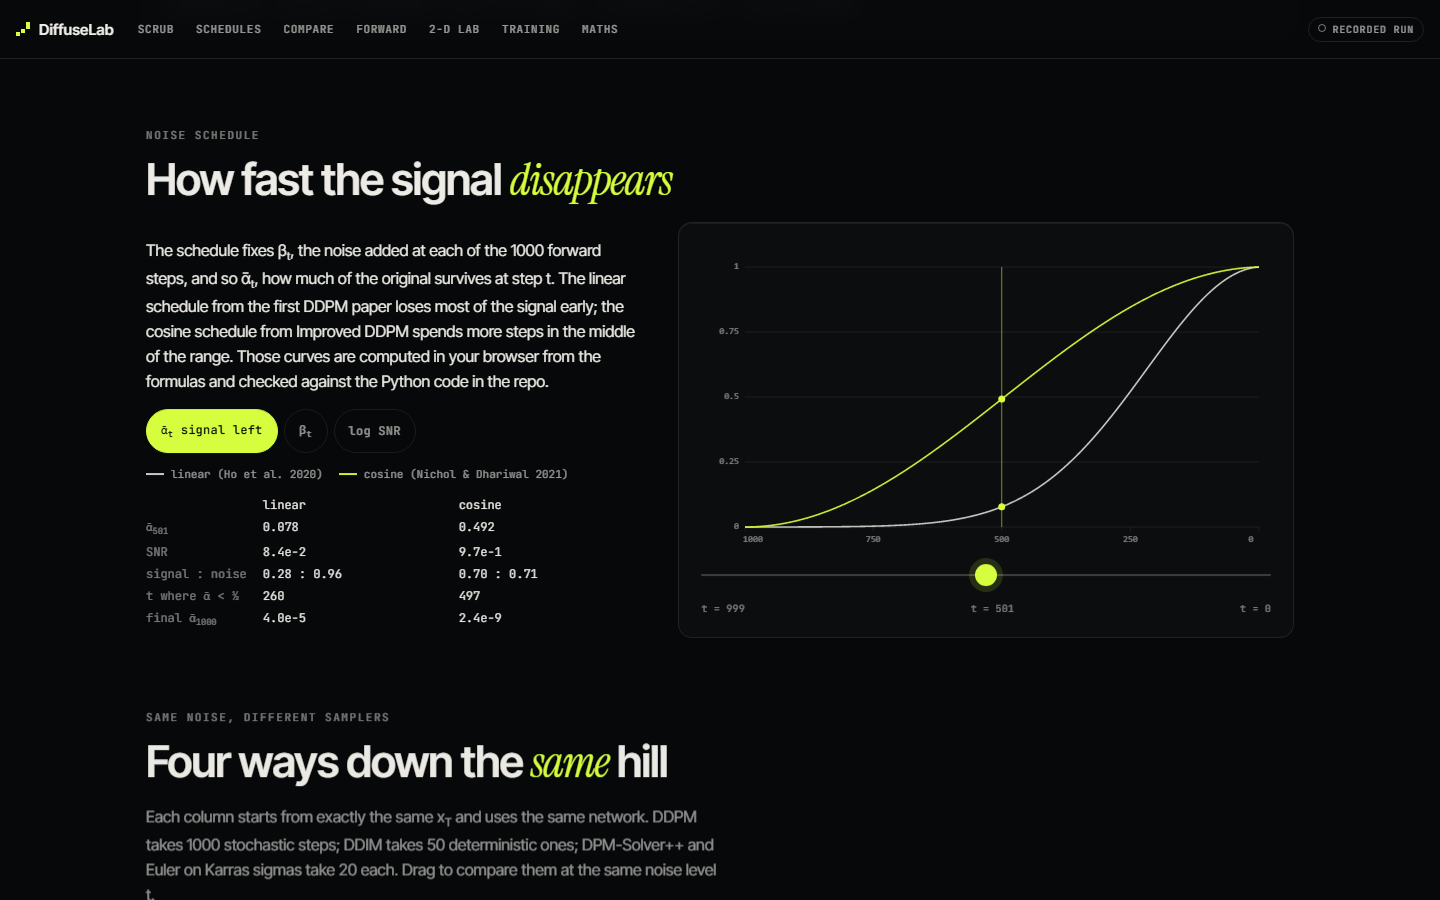 DiffuseLab SCRUB SCHEDULES COMPARE FORWARD 2-D LAB TRAINING MATHS RECORDED RUN
NOISE SCHEDULE
How fast the signal disappears
The schedule fixes βt, the noise added at each of the 1000 forward
steps, and so ᾱt, how much of the original survives at step t. The linear
schedule from the first DDPM paper loses most of the signal early; the
cosine schedule from Improved DDPM spends more steps in the middle
of the range. Those curves are computed in your browser from the
formulas and checked against the Python code in the repo.
ᾱt signal left βt log SNR
linear (Ho et al. 2020) cosine (Nichol & Dhariwal 2021)
linear cosine
ᾱ501 0.078 0.492
SNR 8.4e-2 9.7e-1
signal : noise 0.28 : 0.96 0.70 : 0.71
t where ᾱ < ½ 260 497
final ᾱ1000 4.0e-5 2.4e-9
1
0.75
0.5
0.25
0
1000 750 500 250 0
t = 999 t = 501 t = 0
SAME NOISE, DIFFERENT SAMPLERS
Four ways down the same hill
Each column starts from exactly the same xT and uses the same network. DDPM
takes 1000 stochastic steps; DDIM takes 50 deterministic ones; DPM-Solver++ and
Euler on Karras sigmas take 20 each. Drag to compare them at the same noise level
t.